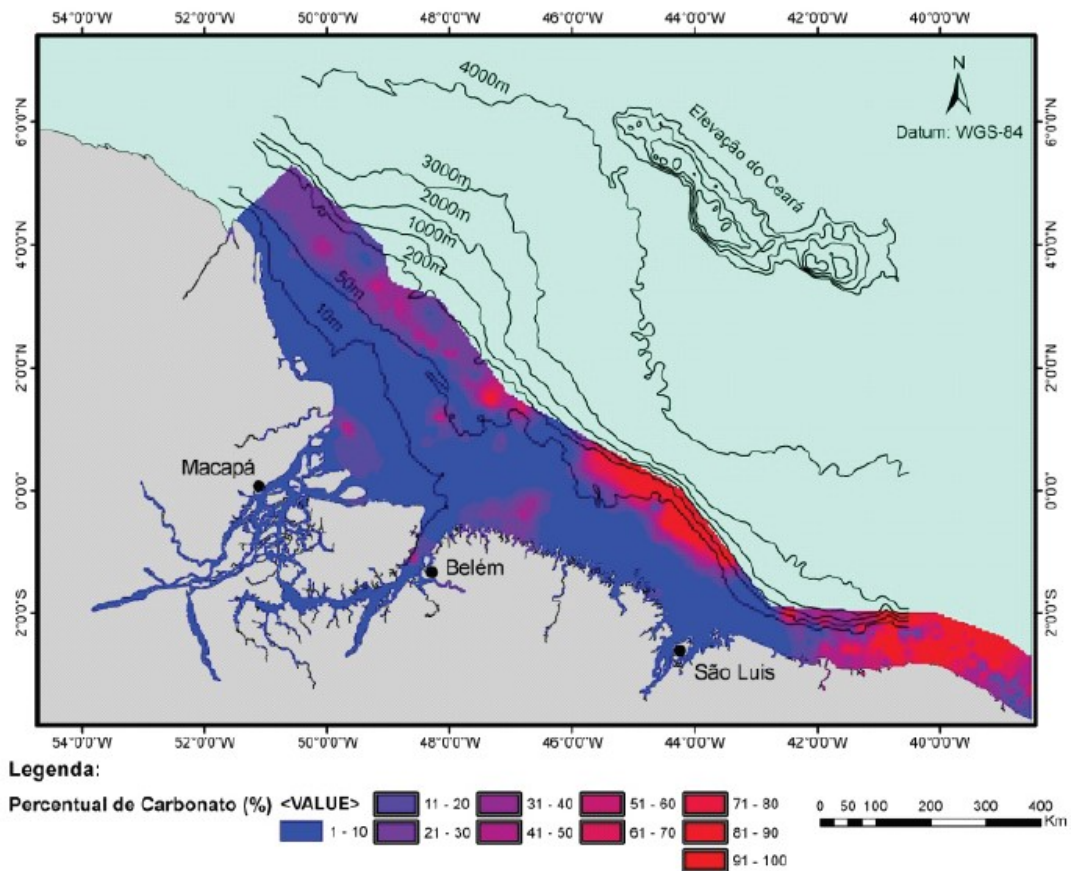 54°0'0"W 52°0'0"W 50°0'0"W 48°0'0"W 46°0'0"W 44°0'0"W 42°0'0"W 40°0'0"W
N
Datum: WGS-84
4000m
Elevação do Ceará
3000m
2000m
1000m
200m
50m
10m
6°0'0"N 6°0'0"N
4°0'0"N 4°0'0"N
2°0'0"N 2°0'0"N
0°0'0" 0°0'0"
2°0'0"S 2°0'0"S
Macapá
Belém
São Luis
54°0'0"W 52°0'0"W 50°0'0"W 48°0'0"W 46°0'0"W 44°0'0"W 42°0'0"W 40°0'0"W
Legenda:
Percentual de Carbonato (%) <VALUE> 11 - 20 31 - 40 51 - 60 71 - 80
1 - 10 21 - 30 41 - 50 61 - 70 81 - 90
91 - 100
0 50 100 200 300 400
Km